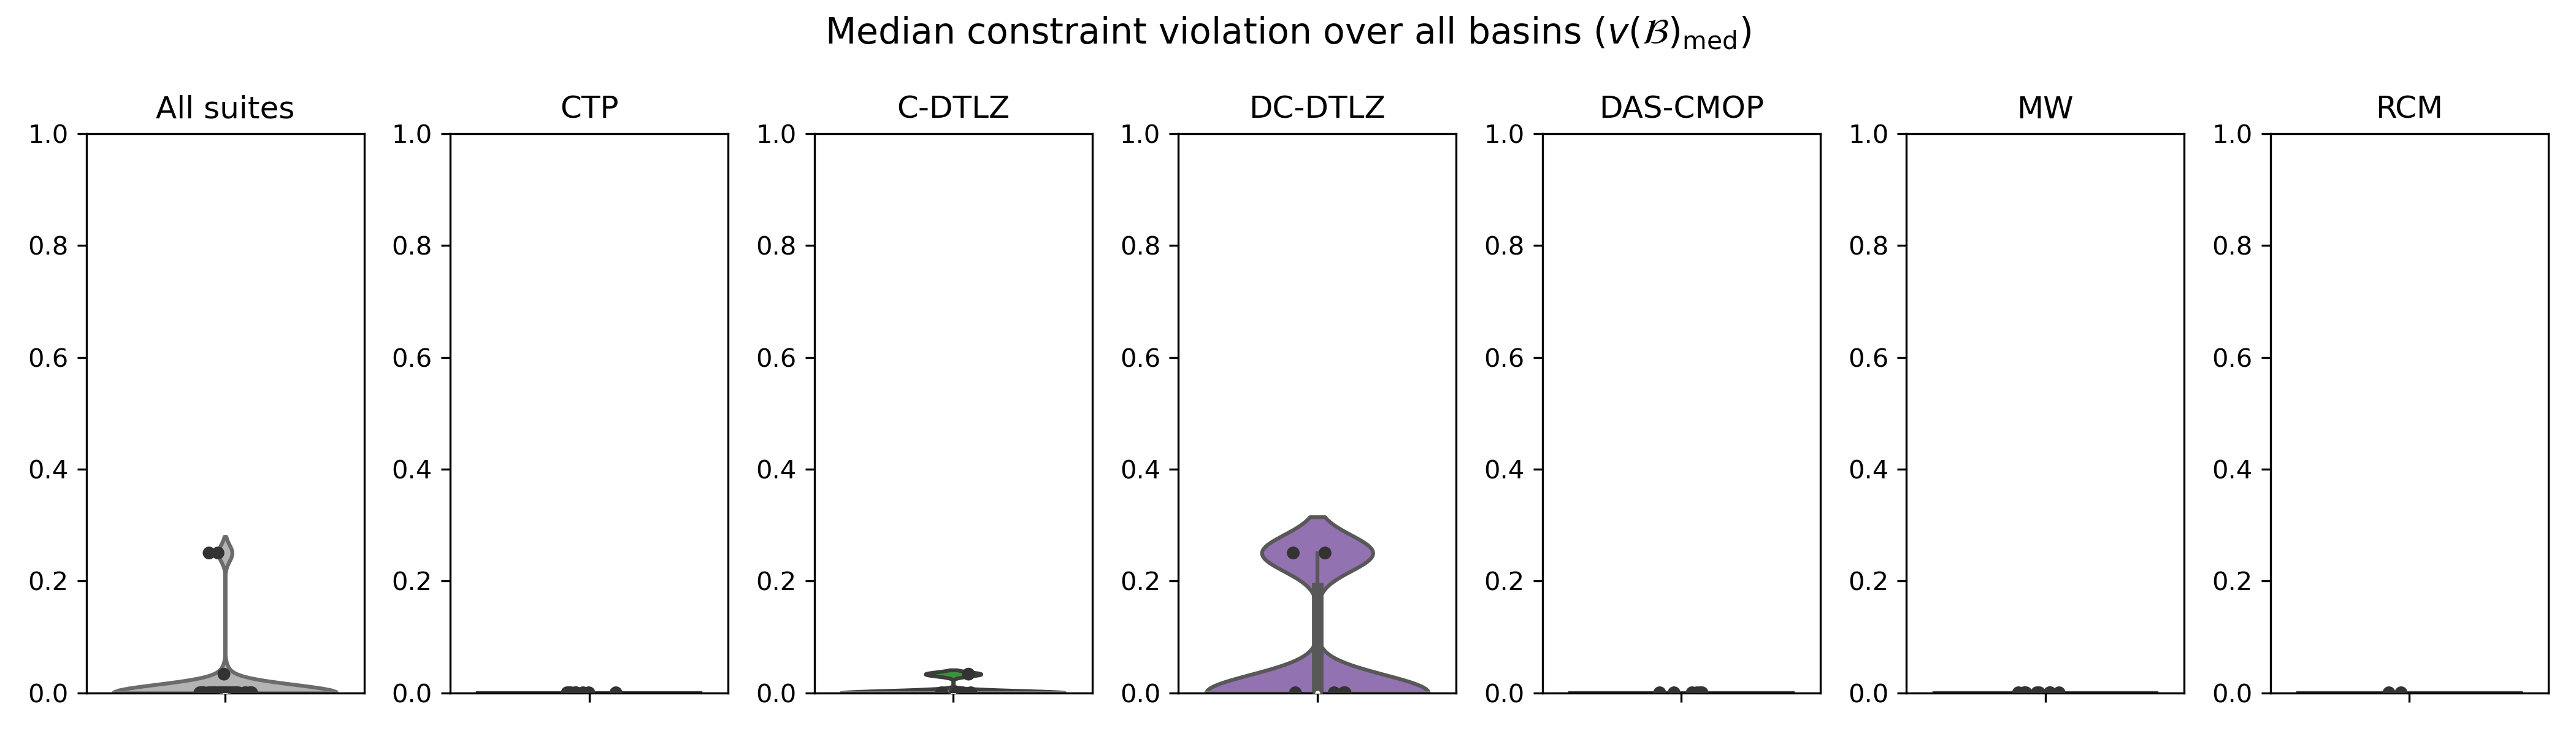 Median constraint violation over all basins (v(ℬ)med)
All suites CTP C-DTLZ DC-DTLZ DAS-CMOP MW RCM
1.0 1.0 1.0 1.0 1.0 1.0 1.0
0.8 0.8 0.8 0.8 0.8 0.8 0.8
0.6 0.6 0.6 0.6 0.6 0.6 0.6
0.4 0.4 0.4 0.4 0.4 0.4 0.4
0.2 0.2 0.2 0.2 0.2 0.2 0.2
0.0 0.0 0.0 0.0 0.0 0.0 0.0